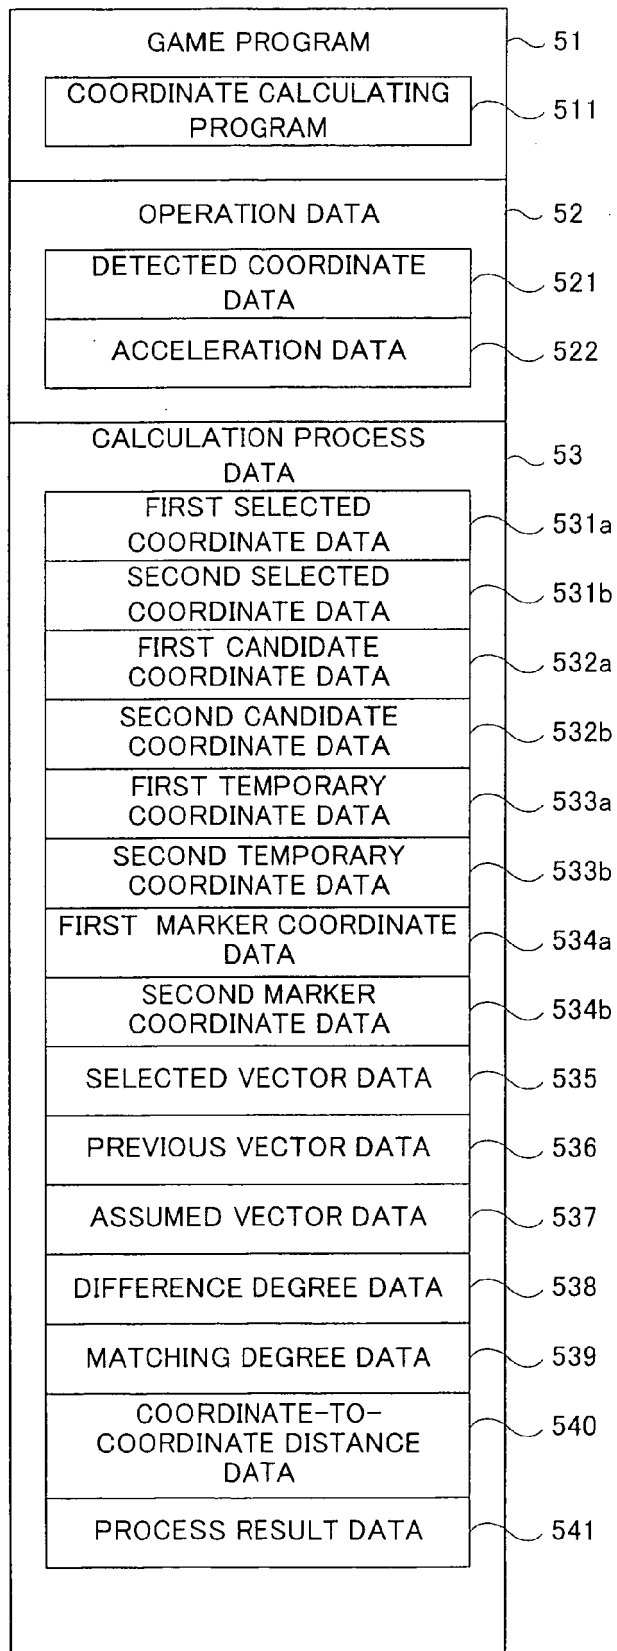 GAME PROGRAM
51
COORDINATE CALCULATING
PROGRAM
511
OPERATION DATA
52
DETECTED COORDINATE
DATA
521
ACCELERATION DATA
522
CALCULATION PROCESS
DATA
53
FIRST SELECTED
COORDINATE DATA
531a
SECOND SELECTED
COORDINATE DATA
531b
FIRST CANDIDATE
COORDINATE DATA
532a
SECOND CANDIDATE
COORDINATE DATA
532b
FIRST TEMPORARY
COORDINATE DATA
533a
SECOND TEMPORARY
COORDINATE DATA
533b
FIRST MARKER COORDINATE
DATA
534a
SECOND MARKER
COORDINATE DATA
534b
SELECTED VECTOR DATA
535
PREVIOUS VECTOR DATA
536
ASSUMED VECTOR DATA
537
DIFFERENCE DEGREE DATA
538
MATCHING DEGREE DATA
539
COORDINATE-TO-
COORDINATE DISTANCE
DATA
540
PROCESS RESULT DATA
541